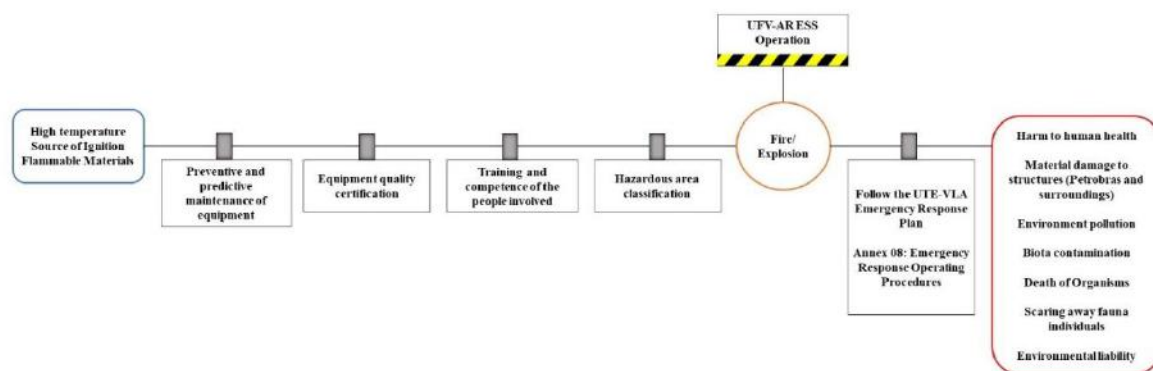 UFV-AR ESS
Operation
High temperature
Source of Ignition
Flammable Materials
Preventive and
predictive
maintenance of
equipment
Equipment quality
certification
Training and
competence of the
people involved
Hazardous area
classification
Fire/
Explosion
Follow the UTE-VLA
Emergency Response
Plan
Annex 08: Emergency
Response Operating
Procedures
Harm to human health
Material damage to
structures (Petrobras and
surroundings)
Environment pollution
Biota contamination
Death of Organisms
Scaring away fauna
individuals
Environmental liability